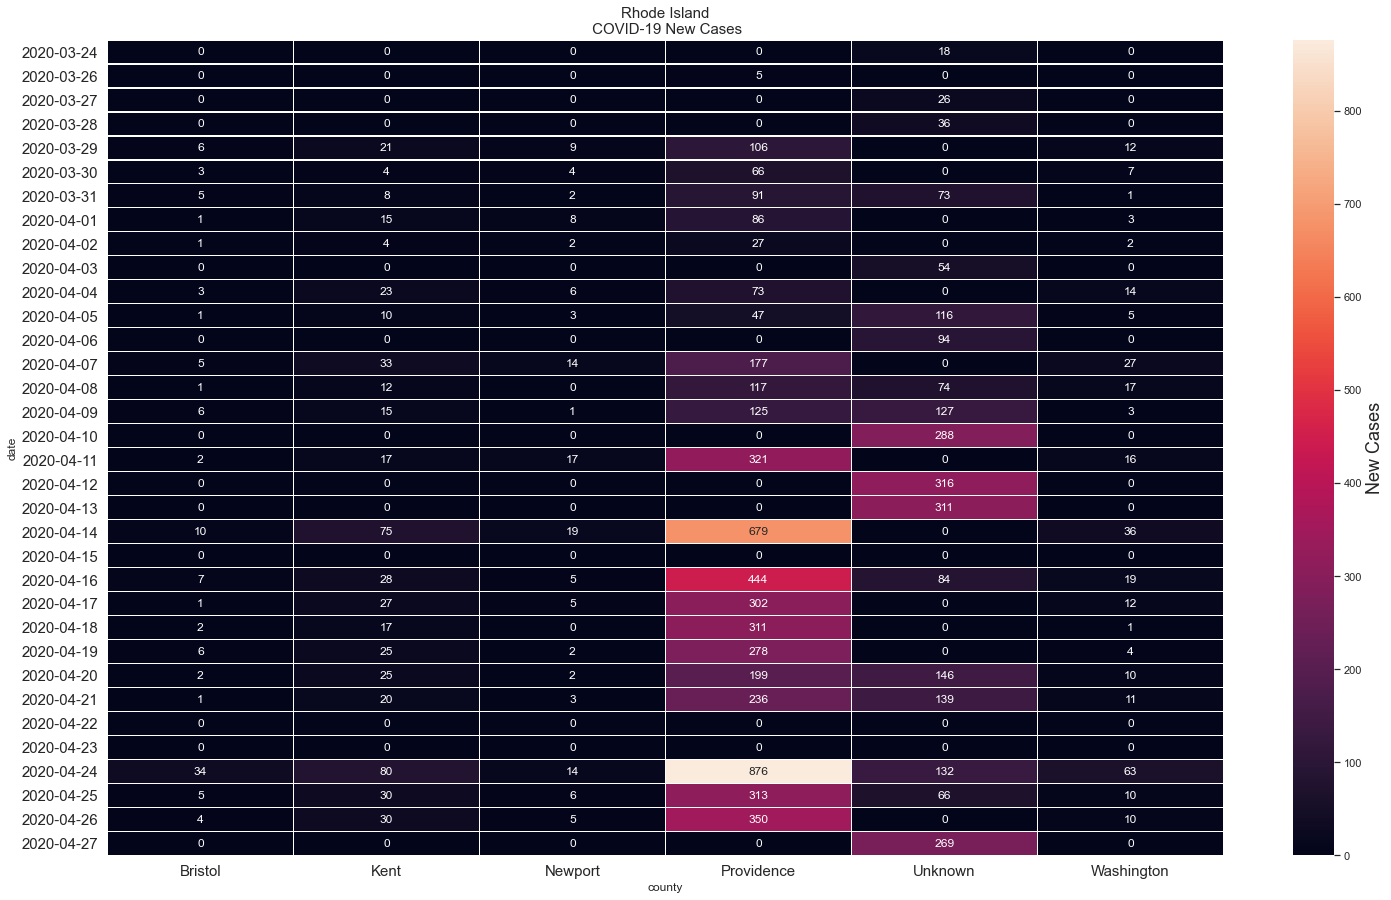 Rhode Island
COVID-19 New Cases
2020-03-24 0 0 0 0 18 0
2020-03-26 0 0 0 5 0 0
2020-03-27 0 0 0 0 26 0
2020-03-28 0 0 0 0 36 0
2020-03-29 6 21 9 106 0 12
2020-03-30 3 4 4 66 0 7
2020-03-31 5 8 2 91 73 1
2020-04-01 1 15 8 86 0 3
2020-04-02 1 4 2 27 0 2
2020-04-03 0 0 0 0 54 0
2020-04-04 3 23 6 73 0 14
2020-04-05 1 10 3 47 116 5
2020-04-06 0 0 0 0 94 0
2020-04-07 5 33 14 177 0 27
2020-04-08 1 12 0 117 74 17
2020-04-09 6 15 1 125 127 3
2020-04-10 0 0 0 0 288 0
2020-04-11 2 17 17 321 0 16
2020-04-12 0 0 0 0 316 0
2020-04-13 0 0 0 0 311 0
2020-04-14 10 75 19 679 0 36
2020-04-15 0 0 0 0 0 0
2020-04-16 7 28 5 444 84 19
2020-04-17 1 27 5 302 0 12
2020-04-18 2 17 0 311 0 1
2020-04-19 6 25 2 278 0 4
2020-04-20 2 25 2 199 146 10
2020-04-21 1 20 3 236 139 11
2020-04-22 0 0 0 0 0 0
2020-04-23 0 0 0 0 0 0
2020-04-24 34 80 14 876 132 63
2020-04-25 5 30 6 313 66 10
2020-04-26 4 30 5 350 0 10
2020-04-27 0 0 0 0 269 0
Bristol Kent Newport Providence Unknown Washington
county
date
800
700
600
500
400
300
200
100
0
New Cases